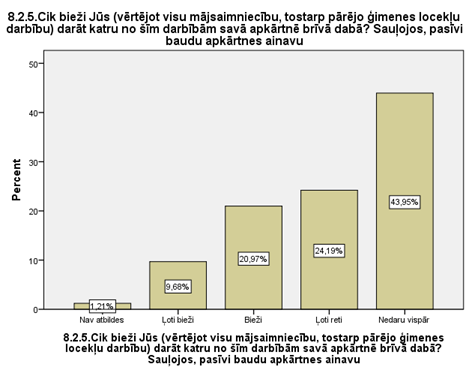 8.2.5.Cik bieži Jūs (vērtējot visu mājsaimniecību, tostarp pārējo ģimenes locekļu
darbību) darāt katru no šīm darbībām savā apkārtnē brīvā dabā? Sauļojos, pasīvi
baudu apkārtnes ainavu
50
40
30
20
10
0
Percent
1,21%
9,68%
20,97%
24,19%
43,95%
Nav atbildes
Ļoti bieži
Bieži
Ļoti reti
Nedaru vispār
8.2.5.Cik bieži Jūs (vērtējot visu mājsaimniecību, tostarp pārējo ģimenes
locekļu darbību) darāt katru no šīm darbībām savā apkārtnē brīvā dabā?
Sauļojos, pasīvi baudu apkārtnes ainavu